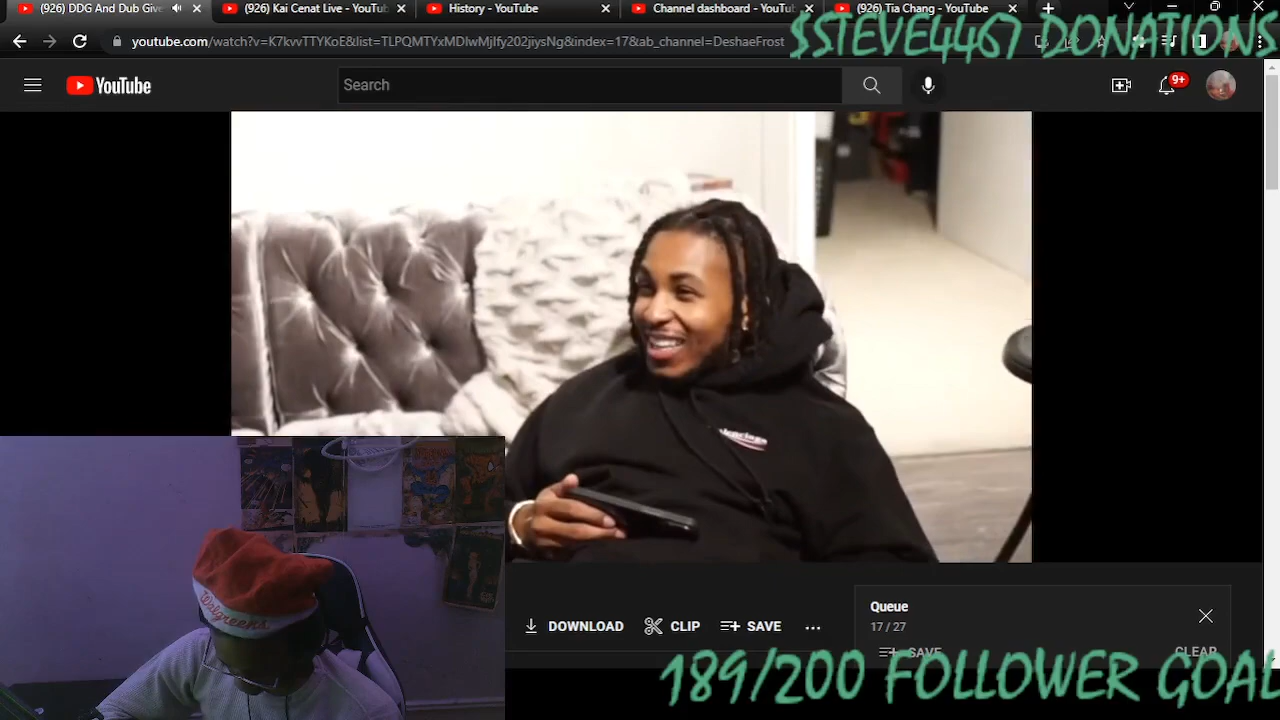 (926) DDG And Dub Give
(926) Kai Cenat Live - YouTub
History - YouTube
Channel dashboard - YouTub
(926) Tia Chang - YouTube
youtube.com/watch?v=K7kvvTTYKoE&list=TLPQMTYxMDIwMjIfy202jiysNg&index=17&ab_channel=DeshaeFrost
$STEVE4467 DONATIONS
YouTube
Search
9+
Walgreens
DOWNLOAD
CLIP
SAVE
...
Queue
17 / 27
SAVE
CLEAR
189/200 FOLLOWER GOAL